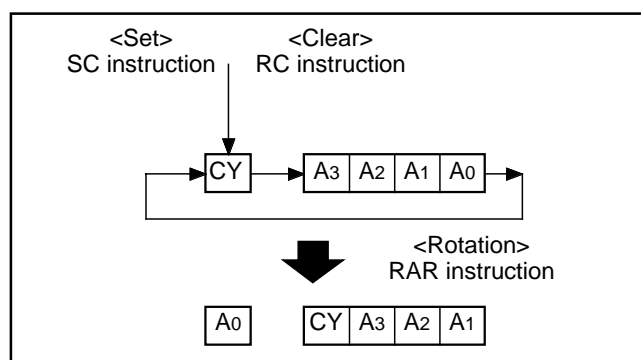 <Set> <Clear>
SC instruction RC instruction
CY A3 A2 A1 A0
<Rotation>
RAR instruction
A0 CY A3 A2 A1